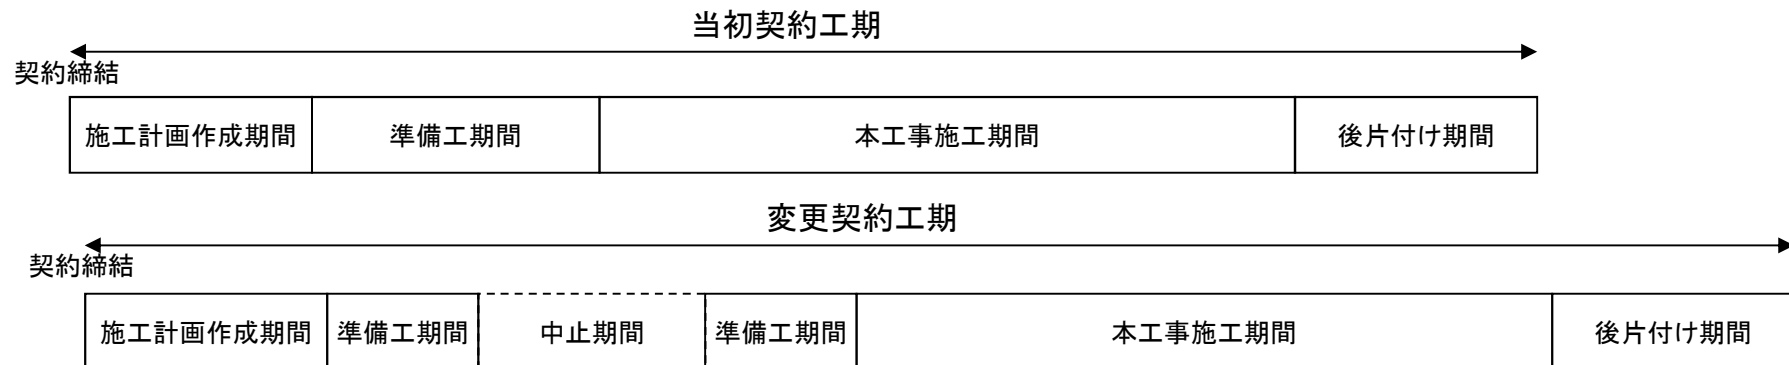 当初契約工期
契約締結
施工計画作成期間 準備工期間 本工事施工期間 後片付け期間
変更契約工期
契約締結
施工計画作成期間 準備工期間 中止期間 準備工期間 本工事施工期間 後片付け期間